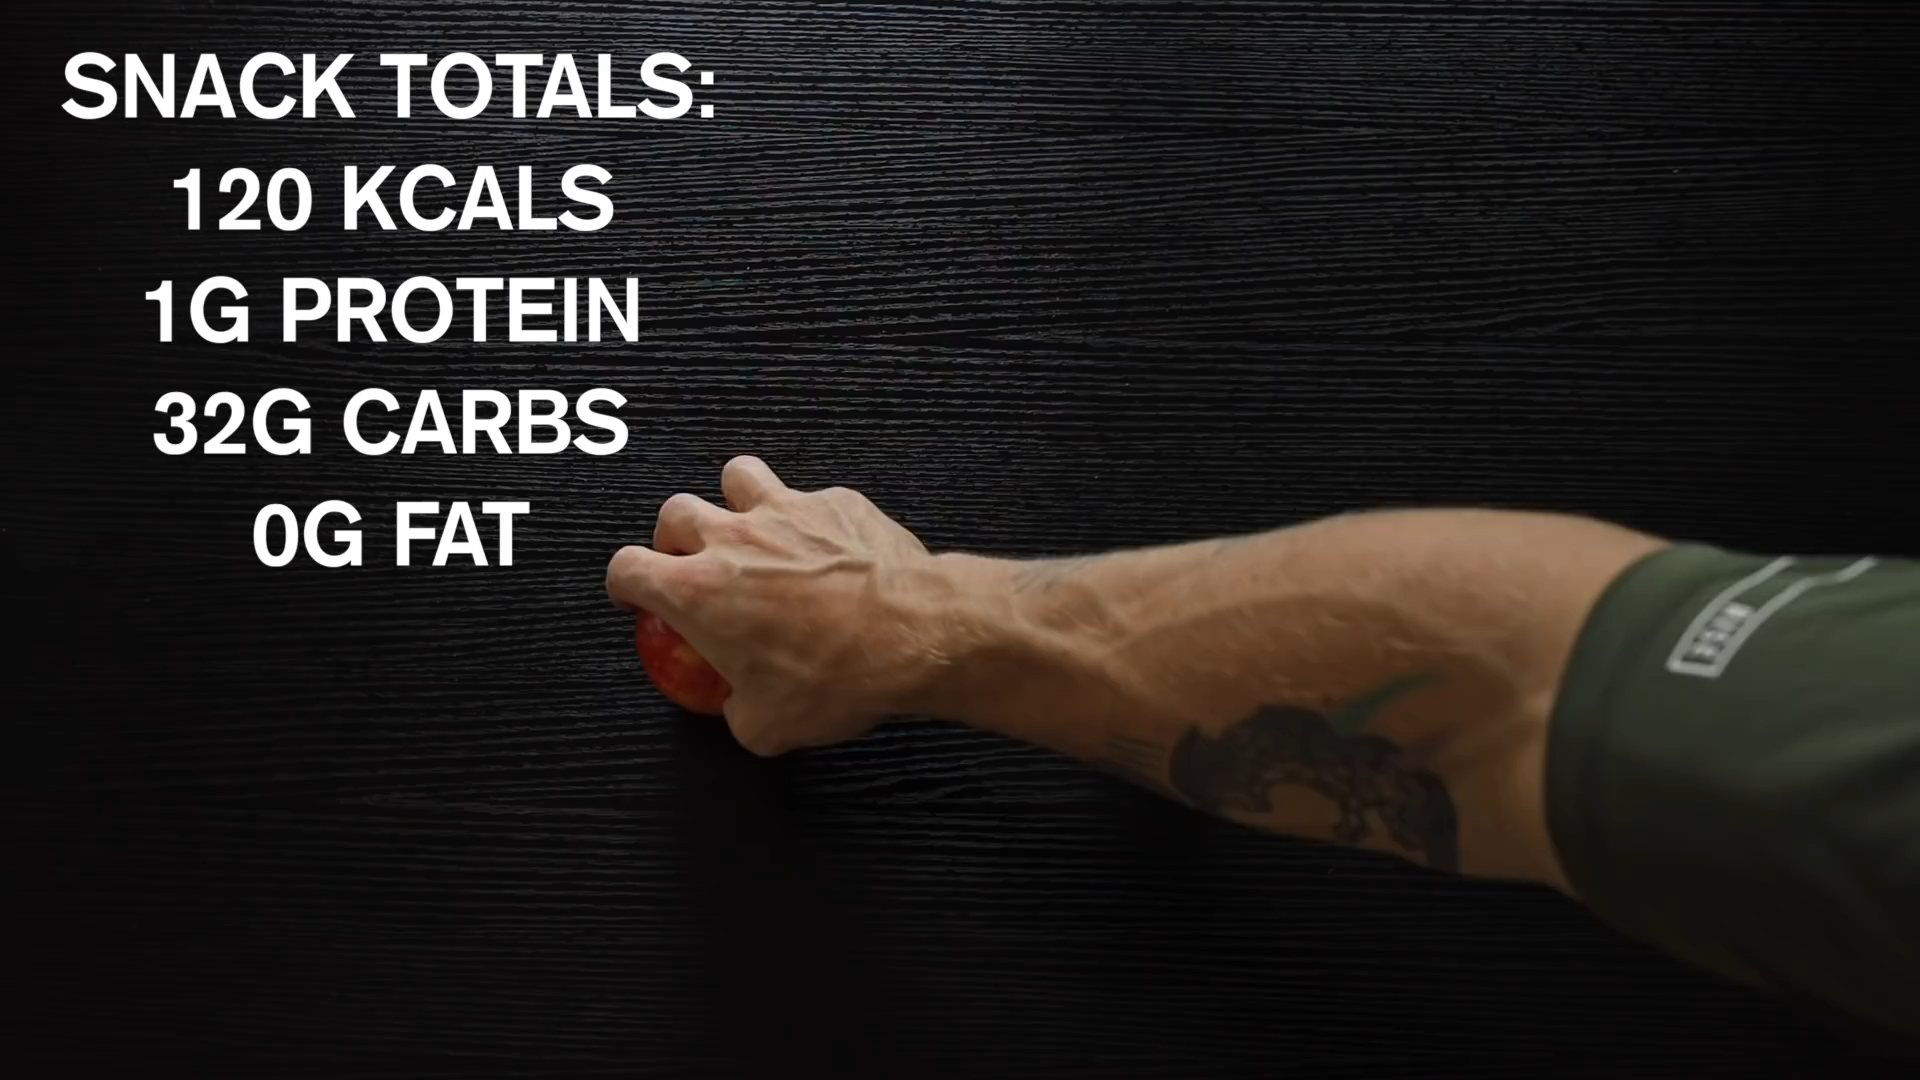 SNACK TOTALS:
120 KCALS
1G PROTEIN
32G CARBS
0G FAT